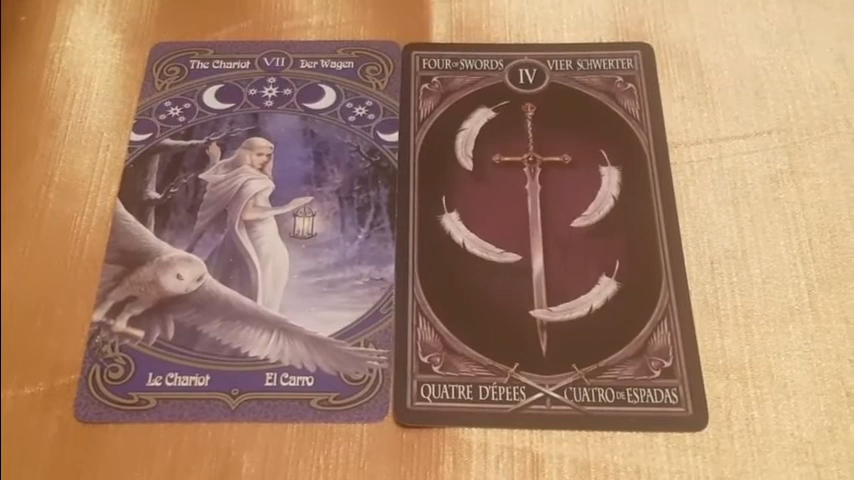 The Chariot VII Der Wagen
Le Chariot El Carro
FOUR OF SWORDS IV VIER SCHWERTER
QUATRE D'ÉPÉES CUATRO DE ESPADAS